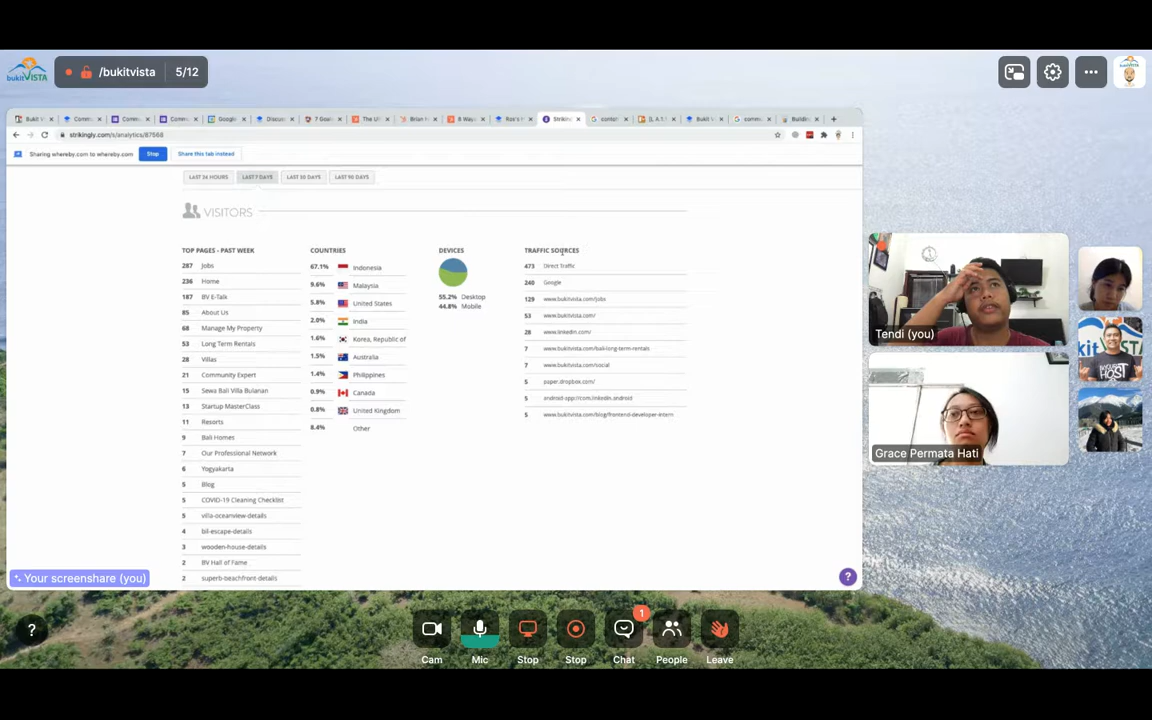 bukitVISTA
/bukitvista
5/12
strikingly.com/s/analytics/87568
Sharing whereby.com to whereby.com
Stop
Share this tab instead
LAST 24 HOURS
LAST 7 DAYS
LAST 30 DAYS
LAST 90 DAYS
VISITORS
TOP PAGES - PAST WEEK
287 Jobs
236 Home
187 BV E-Talk
85 About Us
68 Manage My Property
53 Long Term Rentals
28 Villas
21 Community Expert
15 Sewa Bali Villa Bulanan
13 Startup MasterClass
11 Resorts
9 Bali Homes
7 Our Professional Network
6 Yogyakarta
5 Blog
5 COVID-19 Cleaning Checklist
5 villa-oceanview-details
4 bil-escape-details
3 wooden-house-details
2 BV Hall of Fame
2 superb-beachfront-details
COUNTRIES
67.1% Indonesia
9.6% Malaysia
5.8% United States
2.0% India
1.6% Korea, Republic of
1.5% Australia
1.4% Philippines
0.9% Canada
0.8% United Kingdom
8.4% Other
DEVICES
55.2% Desktop
44.8% Mobile
TRAFFIC SOURCES
473 Direct Traffic
240 Google
129 www.bukitvista.com/jobs
53 www.bukitvista.com/
28 www.linkedin.com/
7 www.bukitvista.com/bali-long-term-rentals
7 www.bukitvista.com/social
5 paper.dropbox.com/
5 android-app://com.linkedin.android
5 www.bukitvista.com/blog/frontend-developer-intern
Your screenshare (you)
?
Tendi (you)
Grace Permata Hati
?
Cam
Mic
Stop
Stop
1
Chat
People
Leave